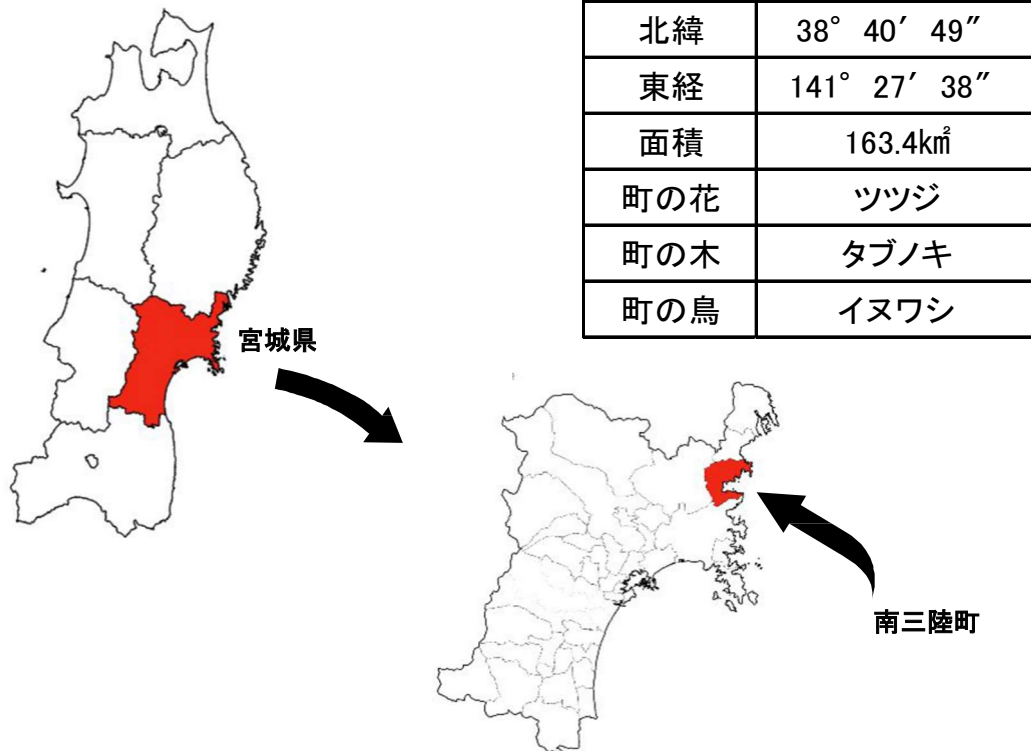 北緯 38° 40′ 49″
東経 141° 27′ 38″
面積 163.4k㎡
町の花 ツツジ
町の木 タブノキ
町の鳥 イヌワシ
宮城県
南三陸町